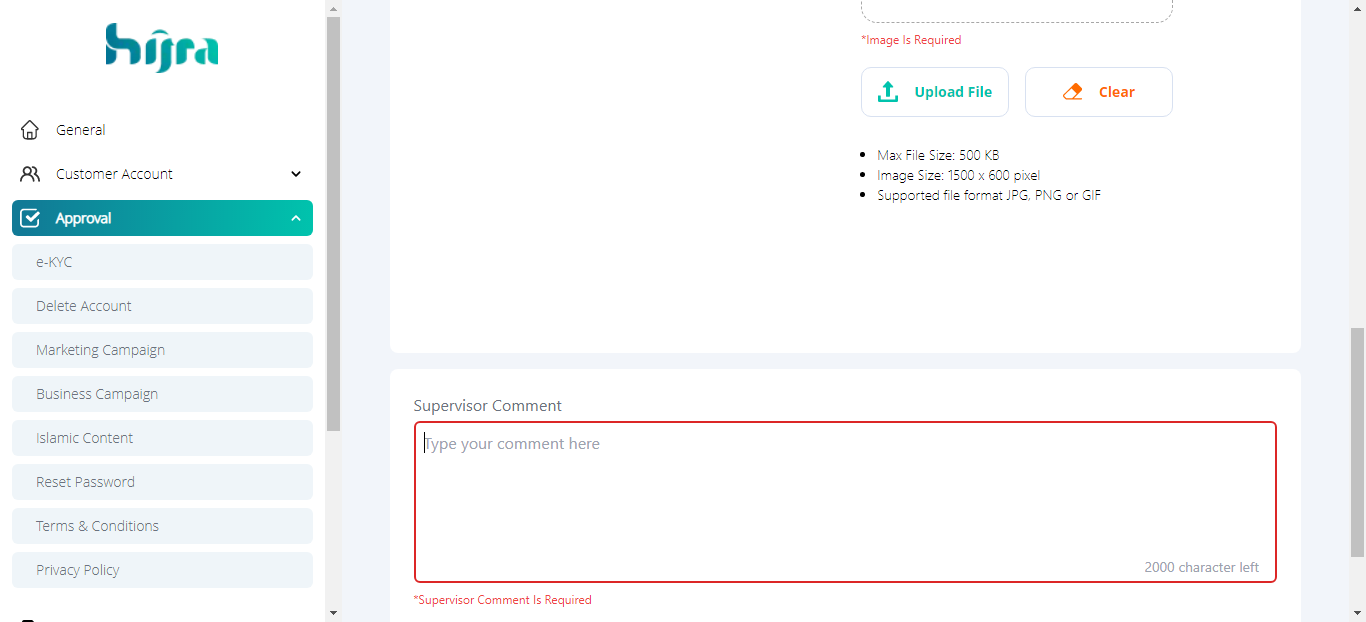 hijra
General
Customer Account
Approval
e-KYC
Delete Account
Marketing Campaign
Business Campaign
Islamic Content
Reset Password
Terms & Conditions
Privacy Policy
*Image Is Required
Upload File
Clear
Max File Size: 500 KB
Image Size: 1500 x 600 pixel
Supported file format JPG, PNG or GIF
Supervisor Comment
Type your comment here
2000 character left
*Supervisor Comment Is Required